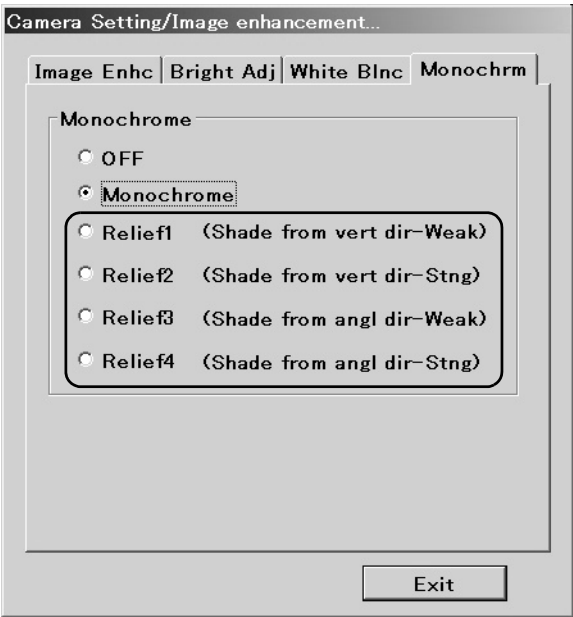 Camera Setting/Image enhancement...
Image Enhc Bright Adj White Blnc Monochrm
Monochrome
OFF
Monochrome
Relief1 (Shade from vert dir-Weak)
Relief2 (Shade from vert dir-Stng)
Relief3 (Shade from angl dir-Weak)
Relief4 (Shade from angl dir-Stng)
Exit